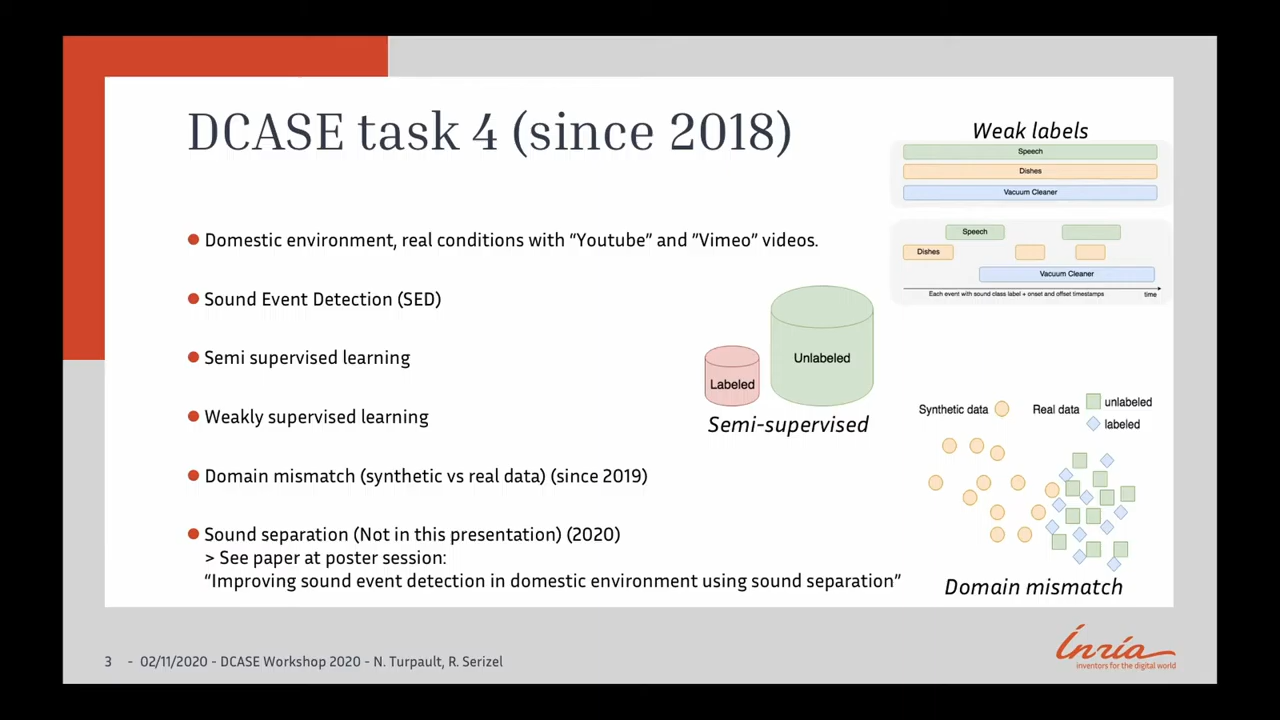 DCASE task 4 (since 2018)
Domestic environment, real conditions with “Youtube” and ”Vimeo” videos.
Sound Event Detection (SED)
Semi supervised learning
Weakly supervised learning
Domain mismatch (synthetic vs real data) (since 2019)
Sound separation (Not in this presentation) (2020)
> See paper at poster session:
“Improving sound event detection in domestic environment using sound separation”
Weak labels
Speech
Dishes
Vacuum Cleaner
Speech
Dishes
Vacuum Cleaner
Each event with sound class label + onset and offset timestamps time
Unlabeled
Labeled
Semi-supervised
Synthetic data Real data unlabeled
labeled
Domain mismatch
3 - 02/11/2020 - DCASE Workshop 2020 - N. Turpault, R. Serizel
Inria
inventors for the digital world